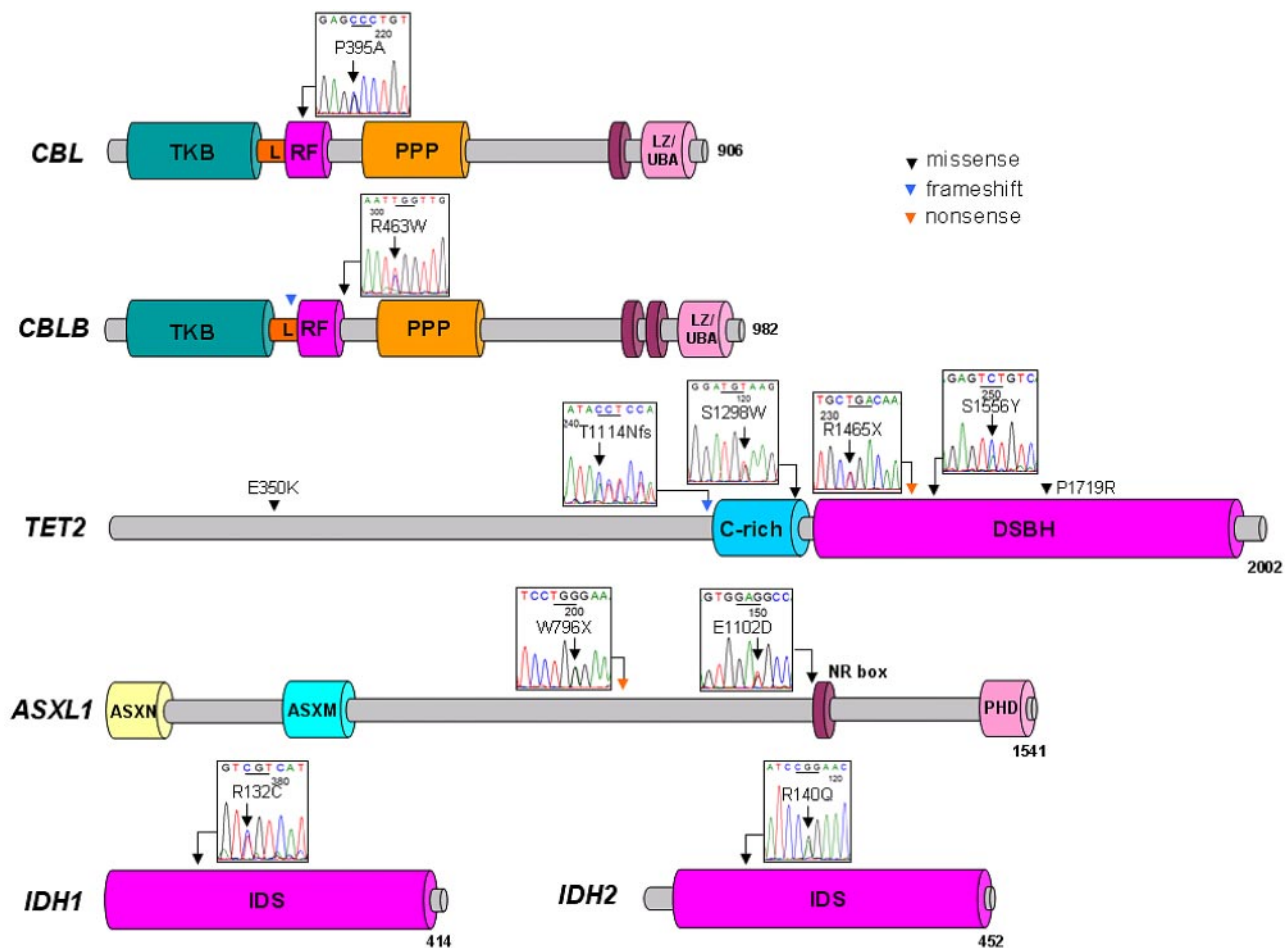 GAGCCCTGT
220
P395A
CBL
TKB
L
RF
PPP
LZ/
UBA
906
missense
frameshift
nonsense
AATTGGTTG
300
R463W
CBLB
TKB
L
RF
PPP
LZ/
UBA
982
ATACCTCCA
240
T1114Nfs
GGATGTAAG
120
S1298W
TGCTGACAA
230
R1465X
GAGTCTGTC
250
S1556Y
E350K
P1719R
TET2
C-rich
DSBH
2002
TCCTGGGAA
200
W796X
GTGGAGGCC
150
E1102D
NR box
ASXL1
ASXN
ASXM
PHD
1541
GTCGTCAT
380
R132C
IDH1
IDS
414
ATCCGGAAC
120
R140Q
IDH2
IDS
452